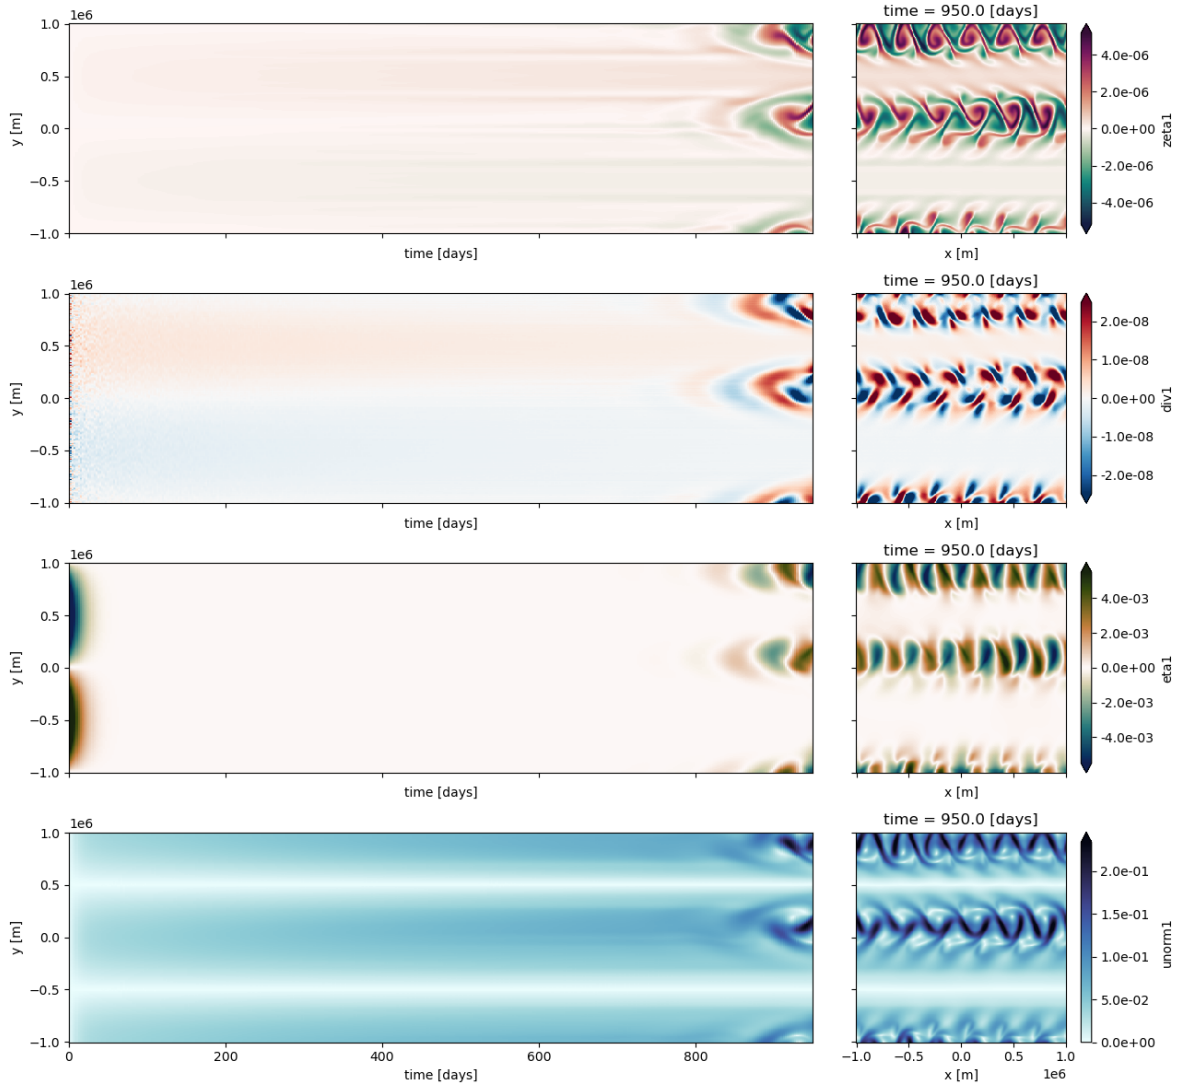 1e6
time = 950.0 [days]
1.0
0.5
0.0
−0.5
−1.0
y [m]
time [days]
x [m]
4.0e-06
2.0e-06
0.0e+00
−2.0e-06
−4.0e-06
zeta1
1e6
time = 950.0 [days]
1.0
0.5
0.0
−0.5
−1.0
y [m]
time [days]
x [m]
2.0e-08
1.0e-08
0.0e+00
−1.0e-08
−2.0e-08
div1
1e6
time = 950.0 [days]
1.0
0.5
0.0
−0.5
−1.0
y [m]
time [days]
x [m]
4.0e-03
2.0e-03
0.0e+00
−2.0e-03
−4.0e-03
eta1
1e6
time = 950.0 [days]
1.0
0.5
0.0
−0.5
−1.0
y [m]
0 200 400 600 800
time [days]
−1.0 −0.5 0.0 0.5 1.0
x [m]
1e6
2.0e-01
1.5e-01
1.0e-01
5.0e-02
0.0e+00
unorm1